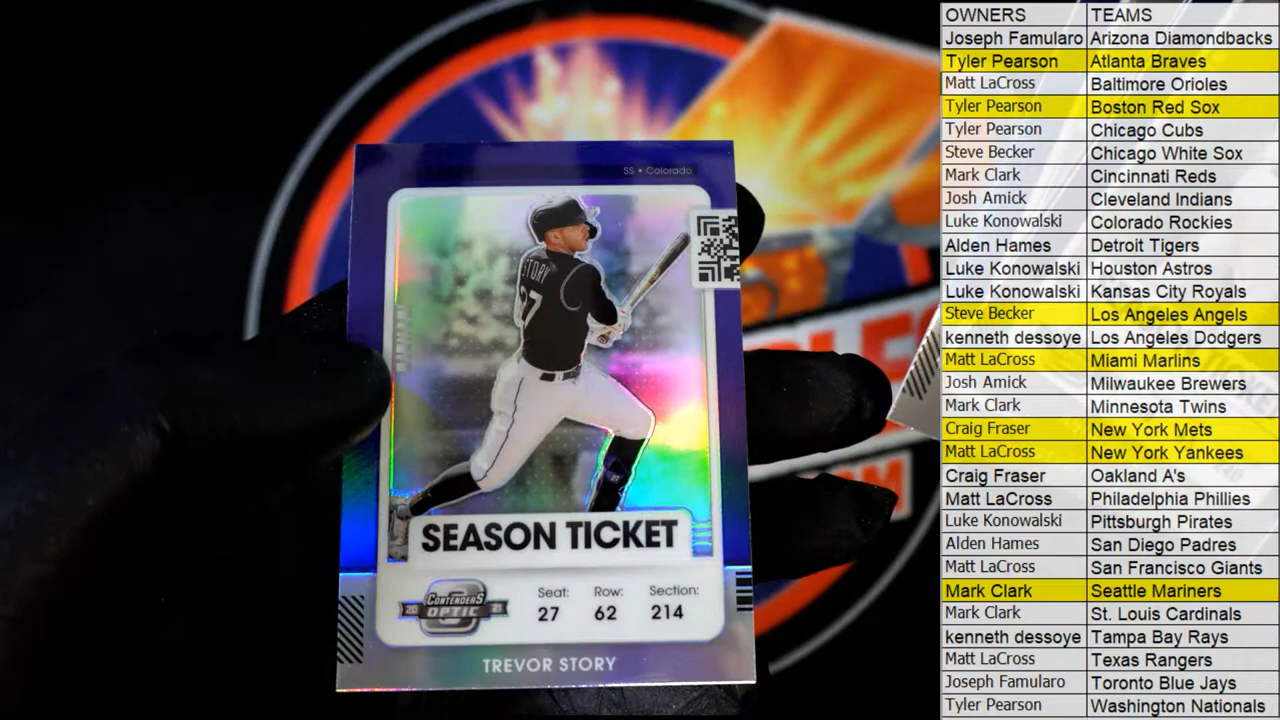 SS • Colorado
STORY
27
SEASON TICKET
20 CONTENDERS 21
OPTIC
Seat: Row: Section:
27 62 214
TREVOR STORY
OWNERS TEAMS
Joseph Famularo Arizona Diamondbacks
Tyler Pearson Atlanta Braves
Matt LaCross Baltimore Orioles
Tyler Pearson Boston Red Sox
Tyler Pearson Chicago Cubs
Steve Becker Chicago White Sox
Mark Clark Cincinnati Reds
Josh Amick Cleveland Indians
Luke Konowalski Colorado Rockies
Alden Hames Detroit Tigers
Luke Konowalski Houston Astros
Luke Konowalski Kansas City Royals
Steve Becker Los Angeles Angels
kenneth dessoye Los Angeles Dodgers
Matt LaCross Miami Marlins
Josh Amick Milwaukee Brewers
Mark Clark Minnesota Twins
Craig Fraser New York Mets
Matt LaCross New York Yankees
Craig Fraser Oakland A's
Matt LaCross Philadelphia Phillies
Luke Konowalski Pittsburgh Pirates
Alden Hames San Diego Padres
Matt LaCross San Francisco Giants
Mark Clark Seattle Mariners
Mark Clark St. Louis Cardinals
kenneth dessoye Tampa Bay Rays
Matt LaCross Texas Rangers
Joseph Famularo Toronto Blue Jays
Tyler Pearson Washington Nationals